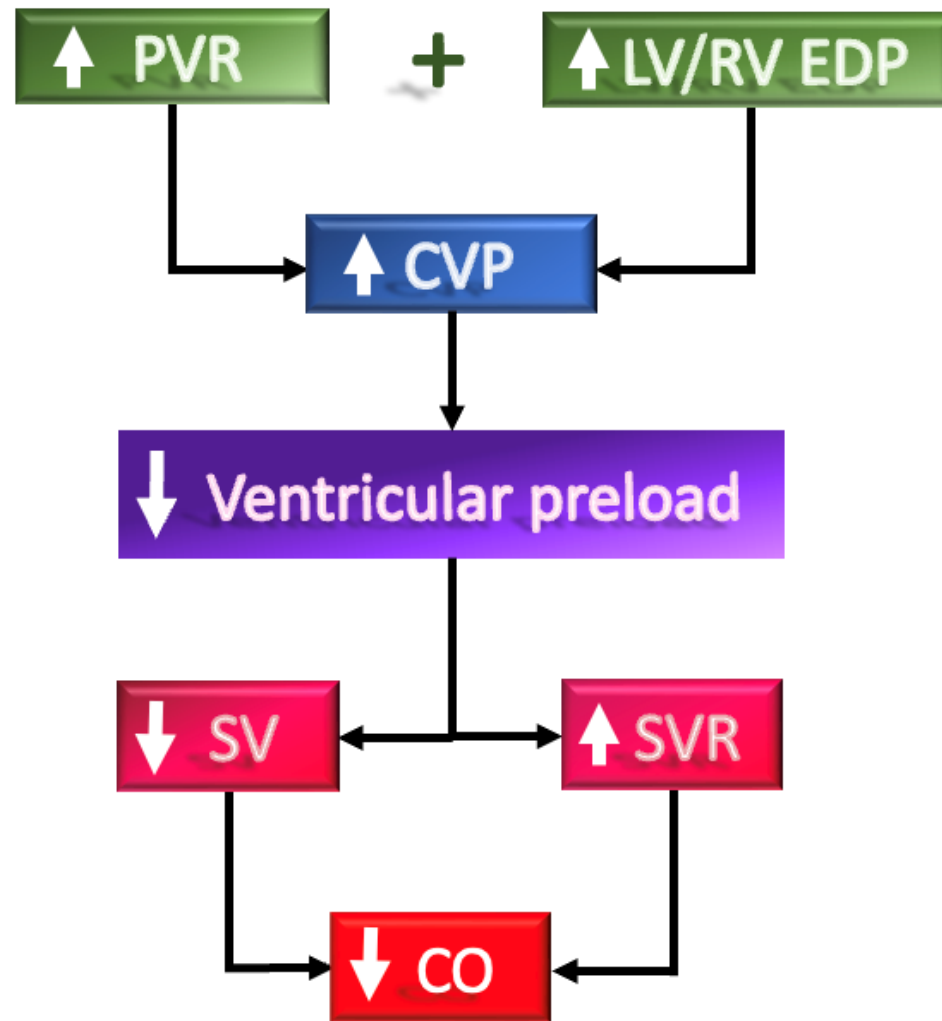 ↑ PVR + ↑ LV/RV EDP
↑ CVP
↓ Ventricular preload
↓ SV ↑ SVR
↓ CO